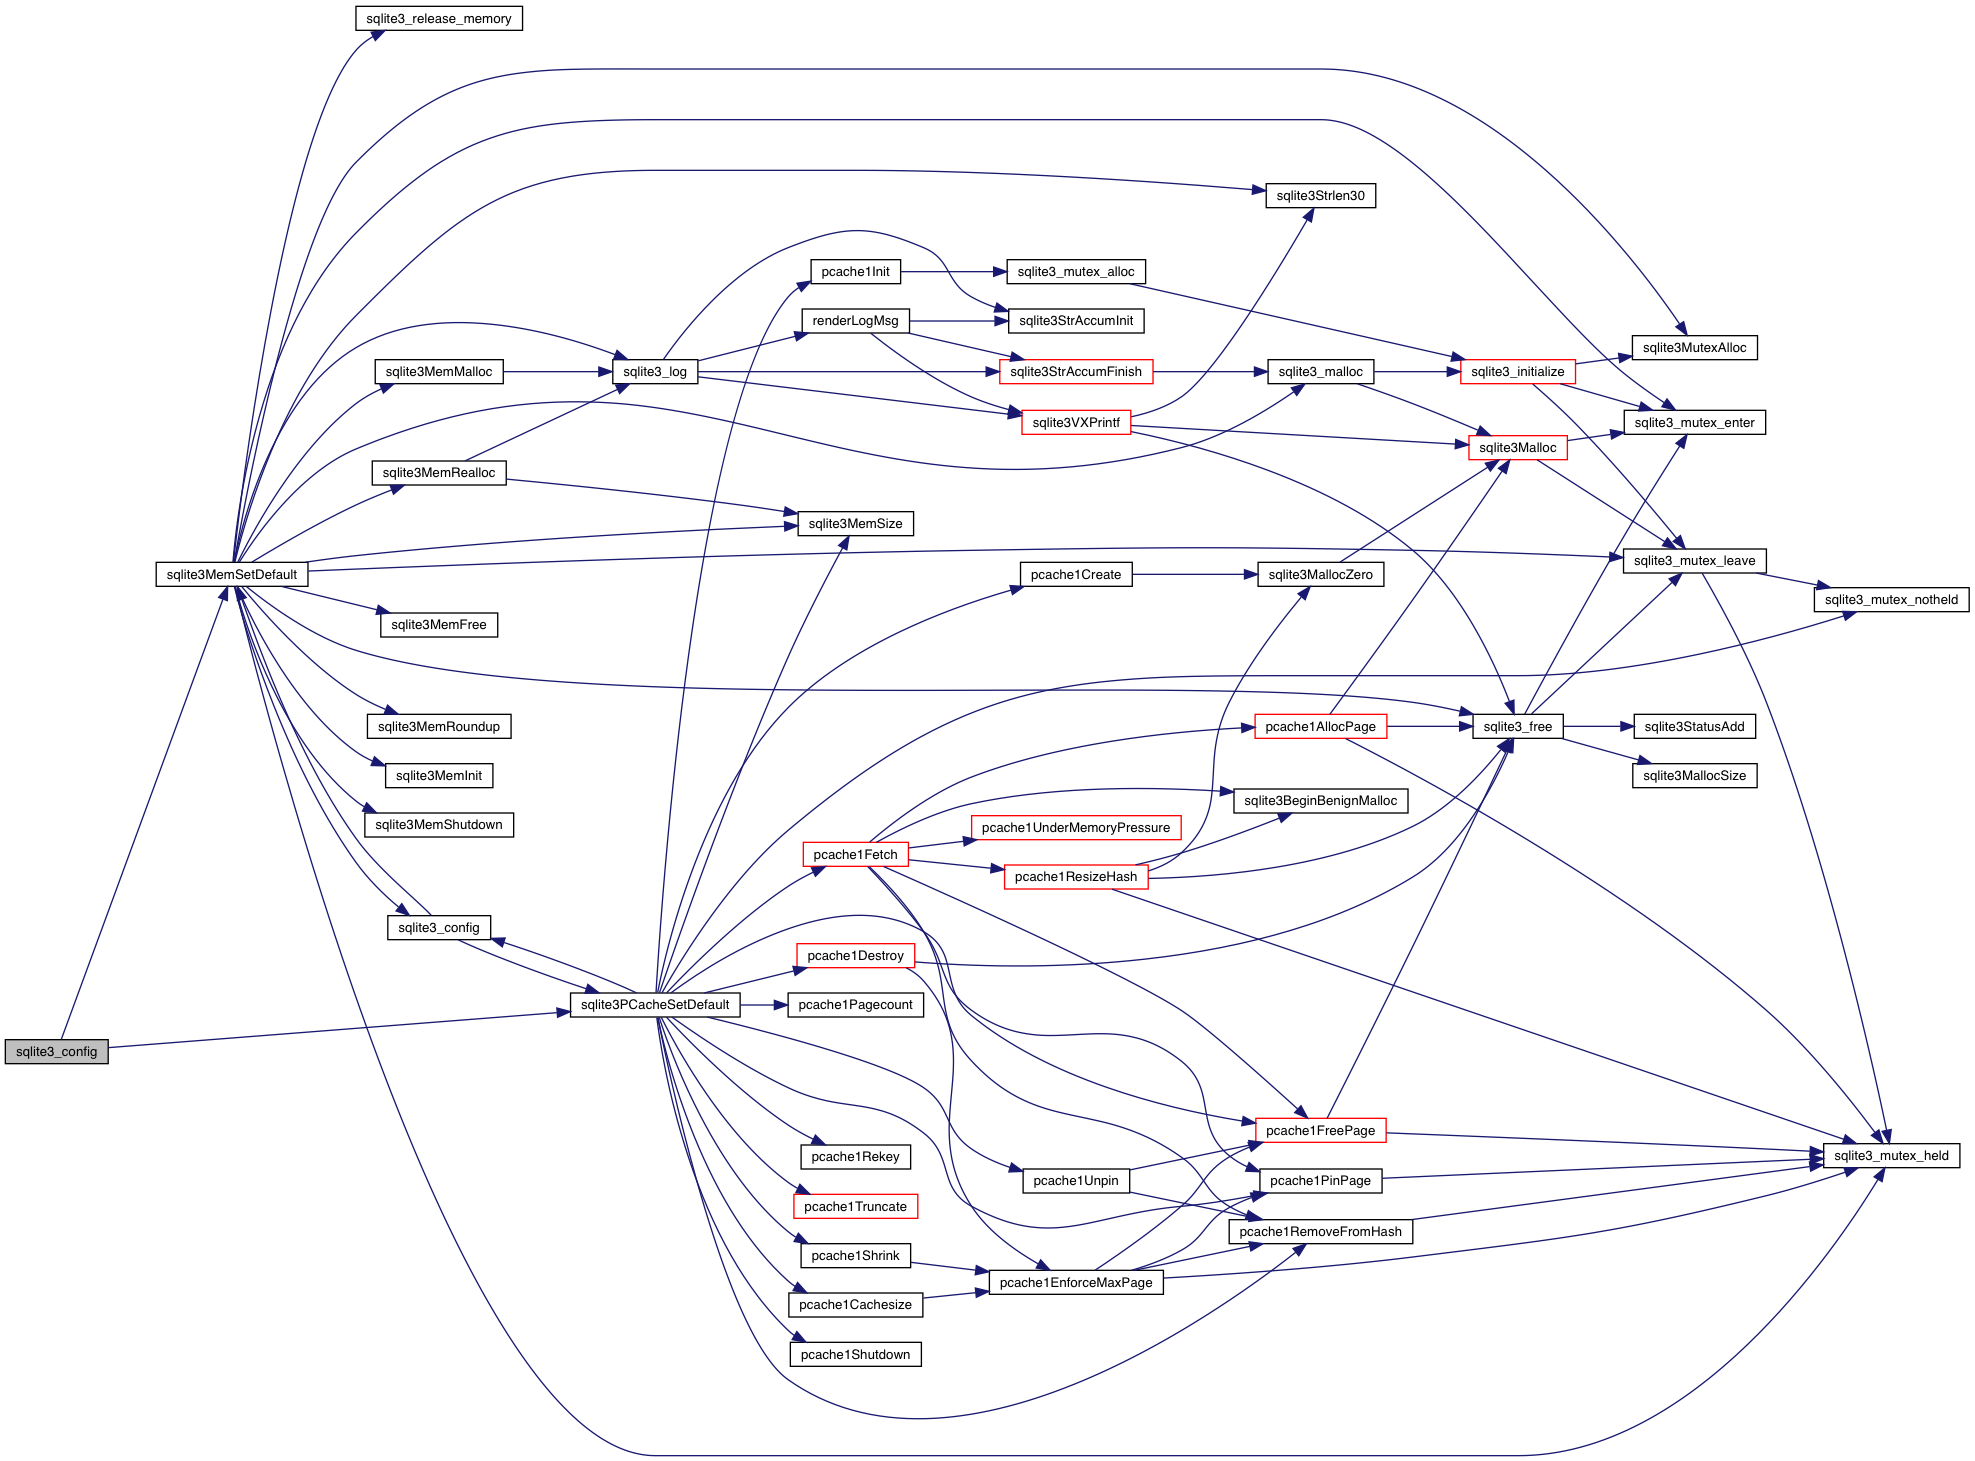 sqlite3_release_memory
sqlite3Strlen30
pcache1Init
sqlite3_mutex_alloc
renderLogMsg
sqlite3StrAccumInit
sqlite3MutexAlloc
sqlite3MemMalloc
sqlite3_log
sqlite3StrAccumFinish
sqlite3_malloc
sqlite3_initialize
sqlite3VXPrintf
sqlite3_mutex_enter
sqlite3Malloc
sqlite3MemRealloc
sqlite3MemSize
sqlite3_mutex_leave
sqlite3MemSetDefault
pcache1Create
sqlite3MallocZero
sqlite3_mutex_notheld
sqlite3MemFree
sqlite3MemRoundup
pcache1AllocPage
sqlite3_free
sqlite3StatusAdd
sqlite3MemInit
sqlite3MallocSize
sqlite3BeginBenignMalloc
sqlite3MemShutdown
pcache1UnderMemoryPressure
pcache1Fetch
pcache1ResizeHash
sqlite3_config
pcache1Destroy
sqlite3PCacheSetDefault
pcache1Pagecount
sqlite3_config
pcache1FreePage
pcache1Rekey
sqlite3_mutex_held
pcache1Unpin
pcache1PinPage
pcache1Truncate
pcache1RemoveFromHash
pcache1Shrink
pcache1EnforceMaxPage
pcache1Cachesize
pcache1Shutdown